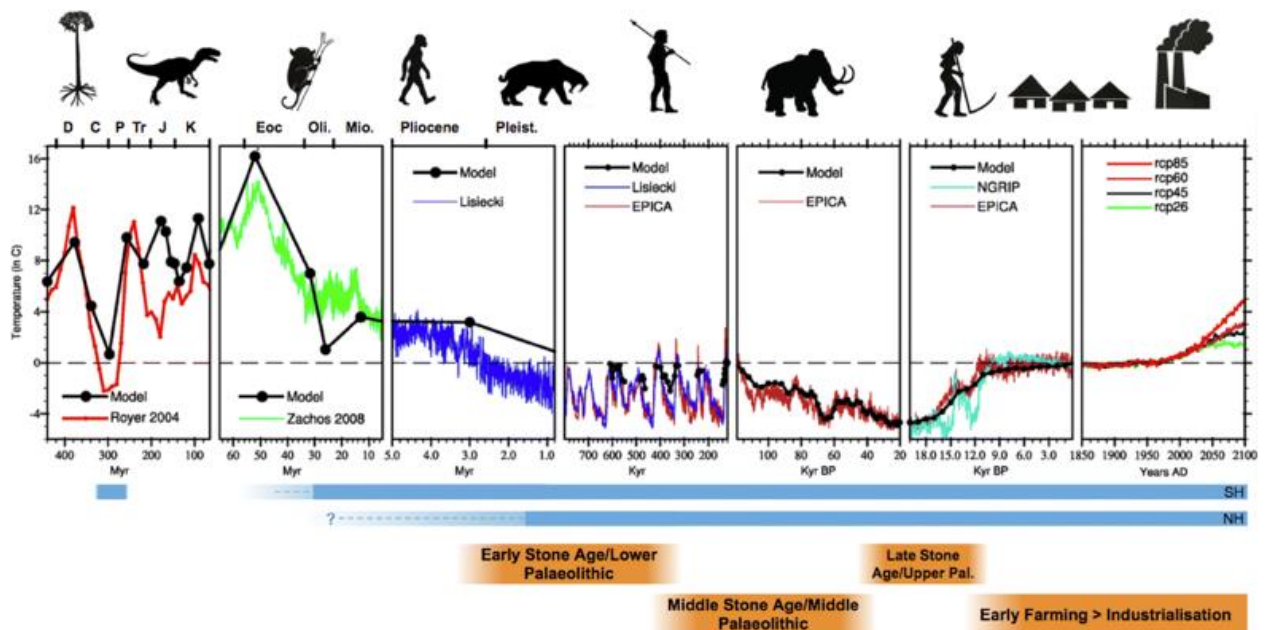 D C P Tr J K Eoc Oli. Mio. Pliocene Pleist.
Temperature (in C)
16
12
8
4
0
-4
Model
Royer 2004
400 300 200 100
Myr
Model
Zachos 2008
60 50 40 30 20 10 5.0
Myr
Model
Lisiecki
5.0 4.0 3.0 2.0 1.0
Myr
Model
Lisiecki
EPICA
700 600 500 400 300 200
Kyr
Model
EPICA
100 80 60 40 20
Kyr BP
Model
NGRIP
EPICA
18.0 15.0 12.0 9.0 6.0 3.0
Kyr BP
rcp85
rcp60
rcp45
rcp26
1850 1900 1950 2000 2050 2100
Years AD
SH
?
NH
Early Stone Age/Lower
Palaeolithic
Late Stone
Age/Upper Pal.
Middle Stone Age/Middle
Palaeolithic
Early Farming > Industrialisation